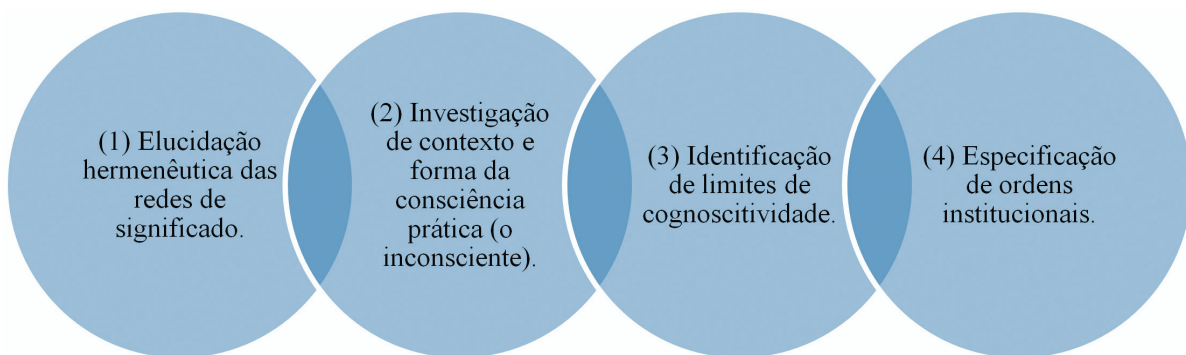 (1) Elucidação
hermenêutica das
redes de
significado.
(2) Investigação
de contexto e
forma da
consciência
prática (o
inconsciente).
(3) Identificação
de limites de
cognoscitividade.
(4) Especificação
de ordens
institucionais.